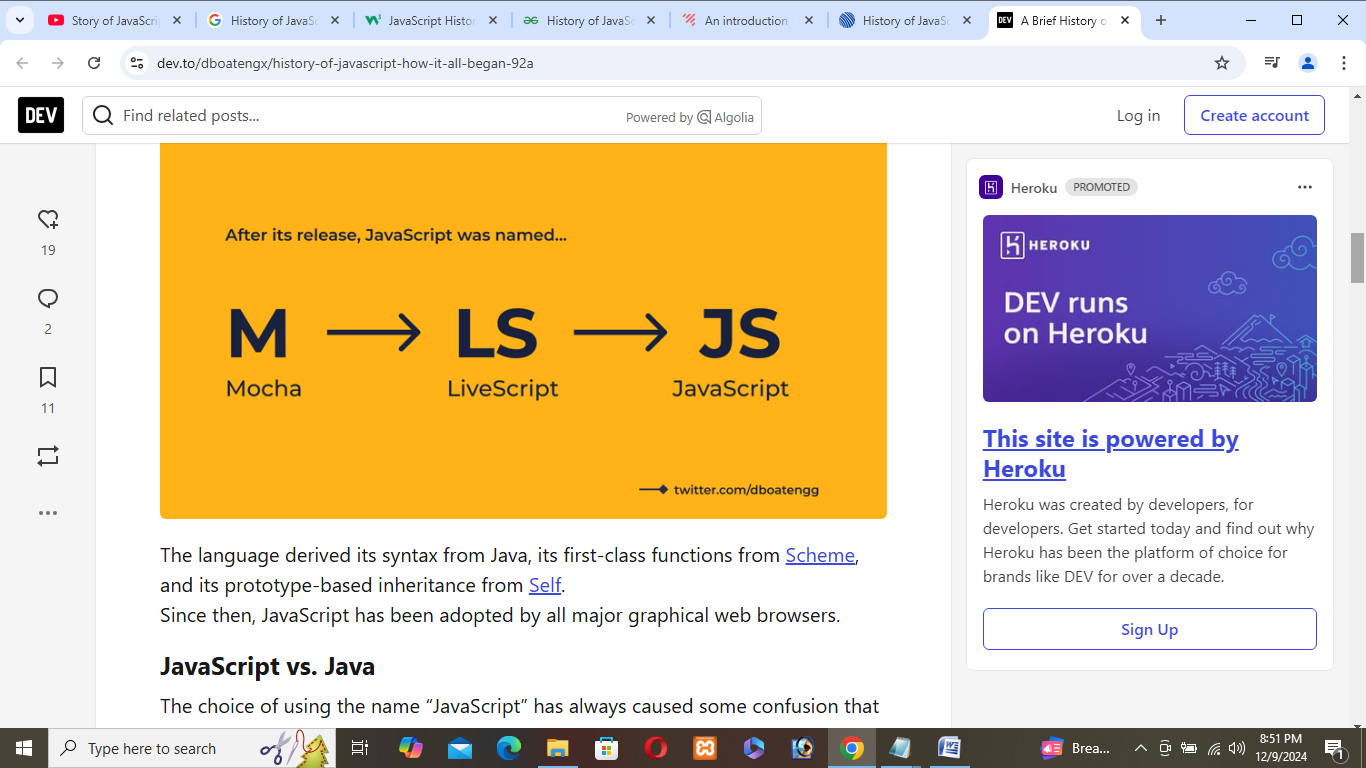 Story of JavaScri
History of JavaSc
JavaScript Histor
History of JavaSc
An introduction
History of JavaSc
A Brief History o
dev.to/dboatengx/history-of-javascript-how-it-all-began-92a
DEV
Find related posts...
Powered by Algolia
Log in
Create account
19
2
11
After its release, JavaScript was named...
M LS JS
Mocha LiveScript JavaScript
twitter.com/dboatengg
The language derived its syntax from Java, its first-class functions from Scheme,
and its prototype-based inheritance from Self.
Since then, JavaScript has been adopted by all major graphical web browsers.
JavaScript vs. Java
The choice of using the name “JavaScript” has always caused some confusion that
Heroku PROMOTED
HEROKU
DEV runs
on Heroku
This site is powered by
Heroku
Heroku was created by developers, for
developers. Get started today and find out why
Heroku has been the platform of choice for
brands like DEV for over a decade.
Sign Up
Type here to search
Brea...
8:51 PM
12/9/2024
1